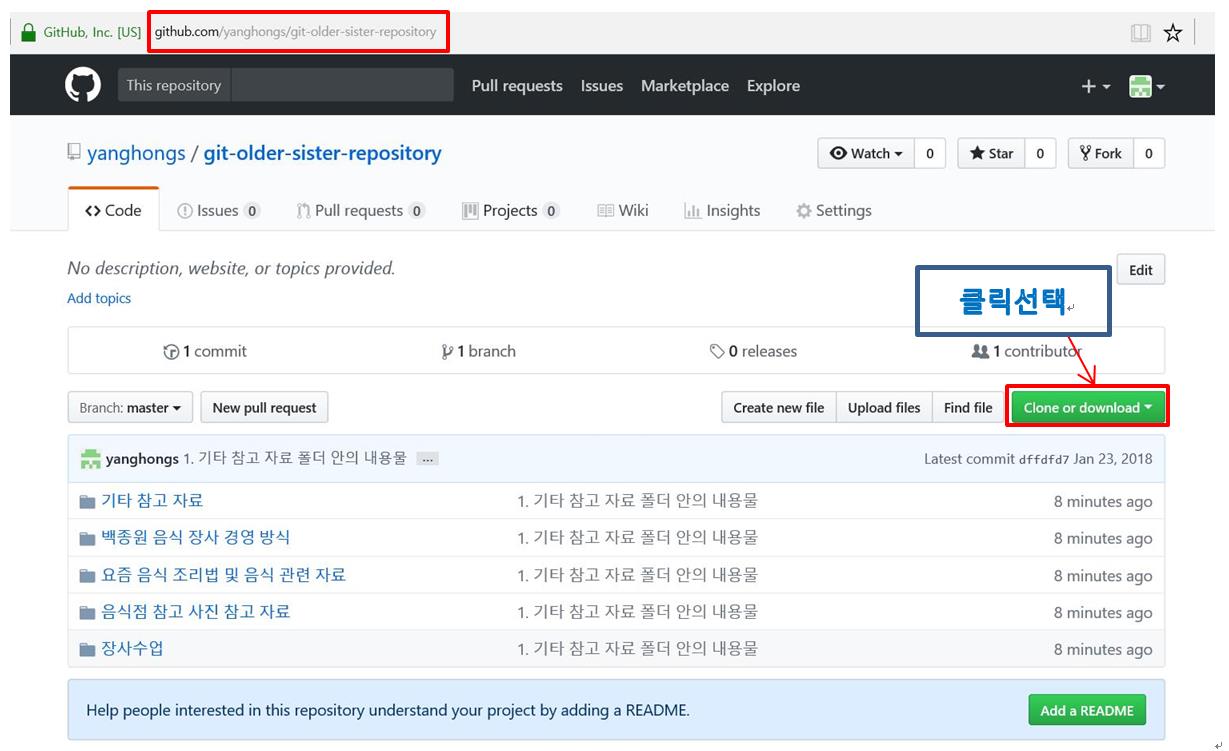 GitHub, Inc. [US] github.com/yanghongs/git-older-sister-repository
This repository Pull requests Issues Marketplace Explore
yanghongs / git-older-sister-repository Watch 0 Star 0 Fork 0
Code Issues 0 Pull requests 0 Projects 0 Wiki Insights Settings
No description, website, or topics provided. Edit
Add topics
클릭선택
1 commit 1 branch 0 releases 1 contributor
Branch: master New pull request Create new file Upload files Find file Clone or download
yanghongs 1. 기타 참고 자료 폴더 안의 내용물 ... Latest commit dffdfd7 Jan 23, 2018
기타 참고 자료 1. 기타 참고 자료 폴더 안의 내용물 8 minutes ago
백종원 음식 장사 경영 방식 1. 기타 참고 자료 폴더 안의 내용물 8 minutes ago
요즘 음식 조리법 및 음식 관련 자료 1. 기타 참고 자료 폴더 안의 내용물 8 minutes ago
음식점 참고 사진 참고 자료 1. 기타 참고 자료 폴더 안의 내용물 8 minutes ago
장사수업 1. 기타 참고 자료 폴더 안의 내용물 8 minutes ago
Help people interested in this repository understand your project by adding a README. Add a README